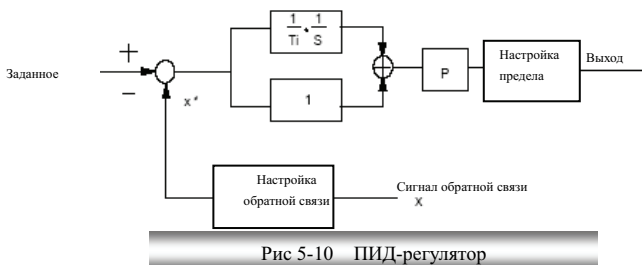 1 1
Ti · S
Настройка
предела
Выход
Заданное
+
−
x*
P
1
Настройка
обратной связи
Сигнал обратной связи
X
Рис 5-10 ПИД-регулятор